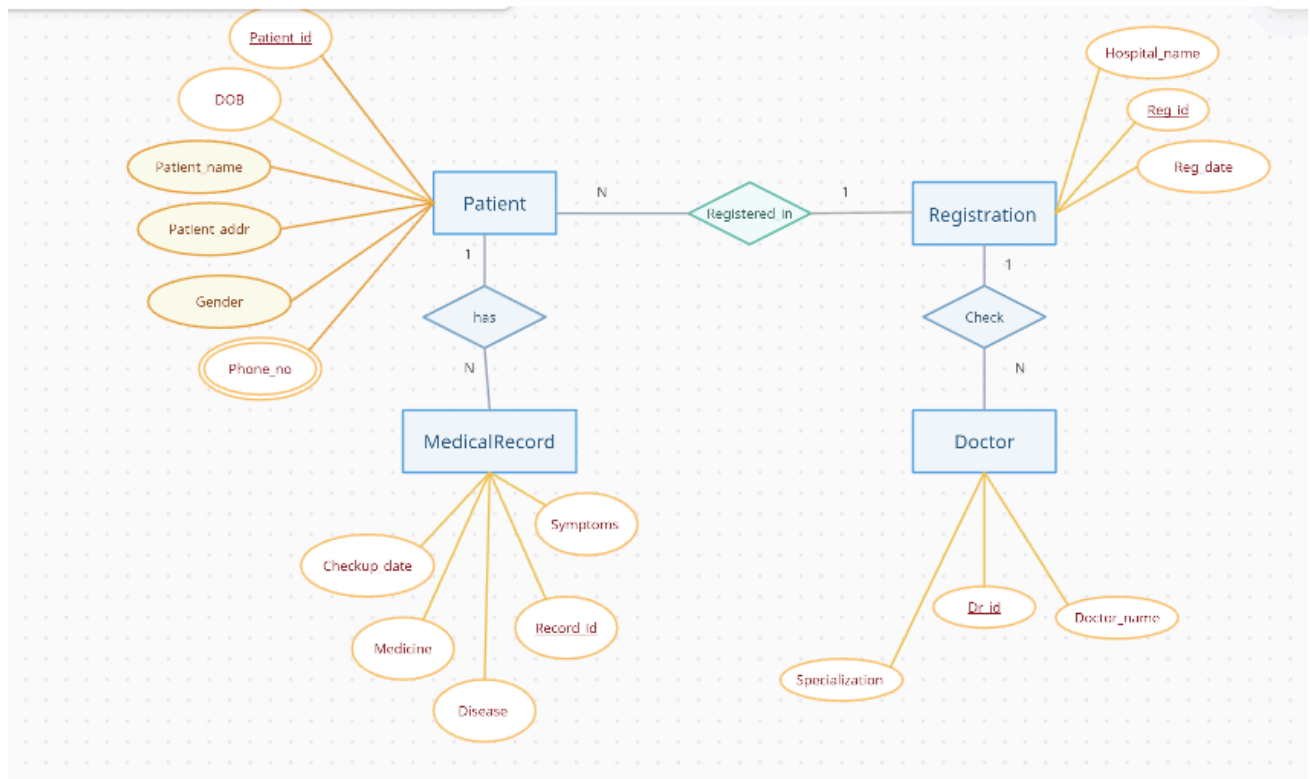 Patient_id
DOB
Patient_name
Patient_addr
Gender
Phone_no
Patient
N
Registered_in
1
Registration
Hospital_name
Reg_id
Reg_date
1
has
N
1
Check
N
MedicalRecord
Symptoms
Checkup_date
Record_Id
Medicine
Disease
Doctor
Dr_id
Doctor_name
Specialization